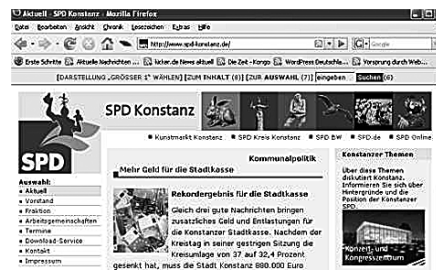 Aktuell - SPD Konstanz - Mozilla Firefox
Datei Bearbeiten Ansicht Chronik Lesezeichen Extras Hilfe
http://www.spd-konstanz.de/
Google
Erste Schritte Aktuelle Nachrichten ... kicker.de News aktuell Die Zeit - Kongo WordPress Deutschla... Vorsprung durch Web...
[DARSTELLUNG „GRÖSSER 1" WÄHLEN] [ZUM INHALT (8)] [ZUR AUSWAHL (7)] eingeben Suchen (6)
SPD Konstanz
Kunstmarkt Konstanz SPD Kreis Konstanz SPD BW SPD.de SPD Online
SPD
Auswahl:
Aktuell
Vorstand
Fraktion
Arbeitsgemeinschaften
Termine
Download-Service
Kontakt
Impressum
Kommunalpolitik
Mehr Geld für die Stadtkasse
Rekordergebnis für die Stadtkasse
Gleich drei gute Nachrichten bringen
zusätzliches Geld und Entlastungen für
die Konstanzer Stadtkasse. Nachdem der
Kreistag in seiner gestrigen Sitzung die
Kreisumlage von 37 auf 32,4 Prozent
gesenkt hat, muss die Stadt Konstanz 880.000 Euro
Konstanzer Themen
Über diese Themen
diskutiert Konstanz.
Informieren Sie sich über
Hintergründe und die
Position der Konstanzer
SPD.
Konzert- und
Kongresszentrum